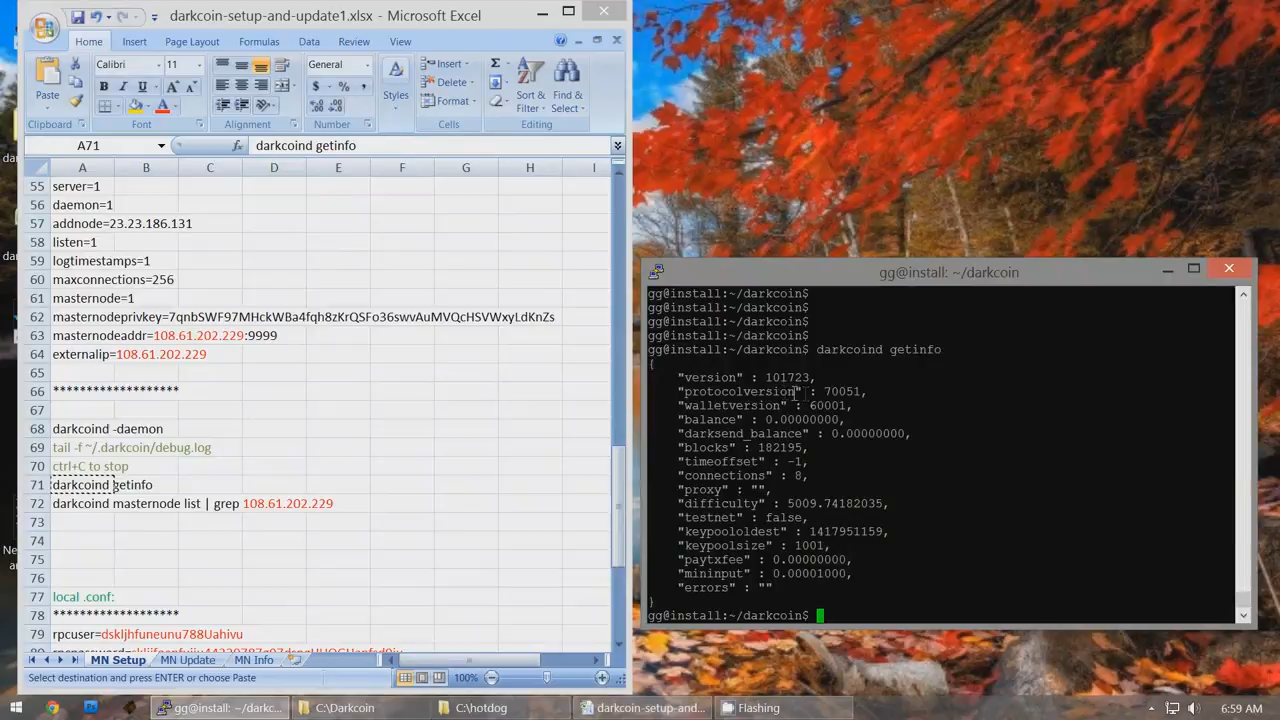 darkcoin-setup-and-update1.xlsx - Microsoft Excel
Home Insert Page Layout Formulas Data Review View
Calibri 11 General Insert Σ
Paste B I U $ % , Styles Delete Sort & Find &
A Format Filter Select
Clipboard Font Alignment Number Cells Editing
A71 fx darkcoind getinfo
A B C D E F G H I
55 server=1
56 daemon=1
57 addnode=23.23.186.131
58 listen=1
59 logtimestamps=1
60 maxconnections=256
61 masternode=1
62 masternodeprivkey=7qnbSWF97MHckWBa4fqh8zKrQSFo36swvAuMVQcHSVWxyLdKnZs
63 masternodeaddr=108.61.202.229:9999
64 externalip=108.61.202.229
65
66 *******************
67
68 darkcoind -daemon
69 tail -f ~/.darkcoin/debug.log
70 ctrl+C to stop
71 darkcoind getinfo
72 darkcoind masternode list | grep 108.61.202.229
73
74
75
76
77 local .conf:
78 *******************
79 rpcuser=dskljhfuneunu788Uahivu
MN Setup MN Update MN Info
Select destination and press ENTER or choose Paste 100%
gg@install: ~/darkcoin
gg@install:~/darkcoin$
gg@install:~/darkcoin$
gg@install:~/darkcoin$
gg@install:~/darkcoin$
gg@install:~/darkcoin$ darkcoind getinfo
{
"version" : 101723,
"protocolversion" : 70051,
"walletversion" : 60001,
"balance" : 0.00000000,
"darksend_balance" : 0.00000000,
"blocks" : 182195,
"timeoffset" : -1,
"connections" : 8,
"proxy" : "",
"difficulty" : 5009.74182035,
"testnet" : false,
"keypoololdest" : 1417951159,
"keypoolsize" : 1001,
"paytxfee" : 0.00000000,
"mininput" : 0.00001000,
"errors" : ""
}
gg@install:~/darkcoin$
gg@install: ~/darkc... C:\Darkcoin C:\hotdog darkcoin-setup-and... Flashing 6:59 AM